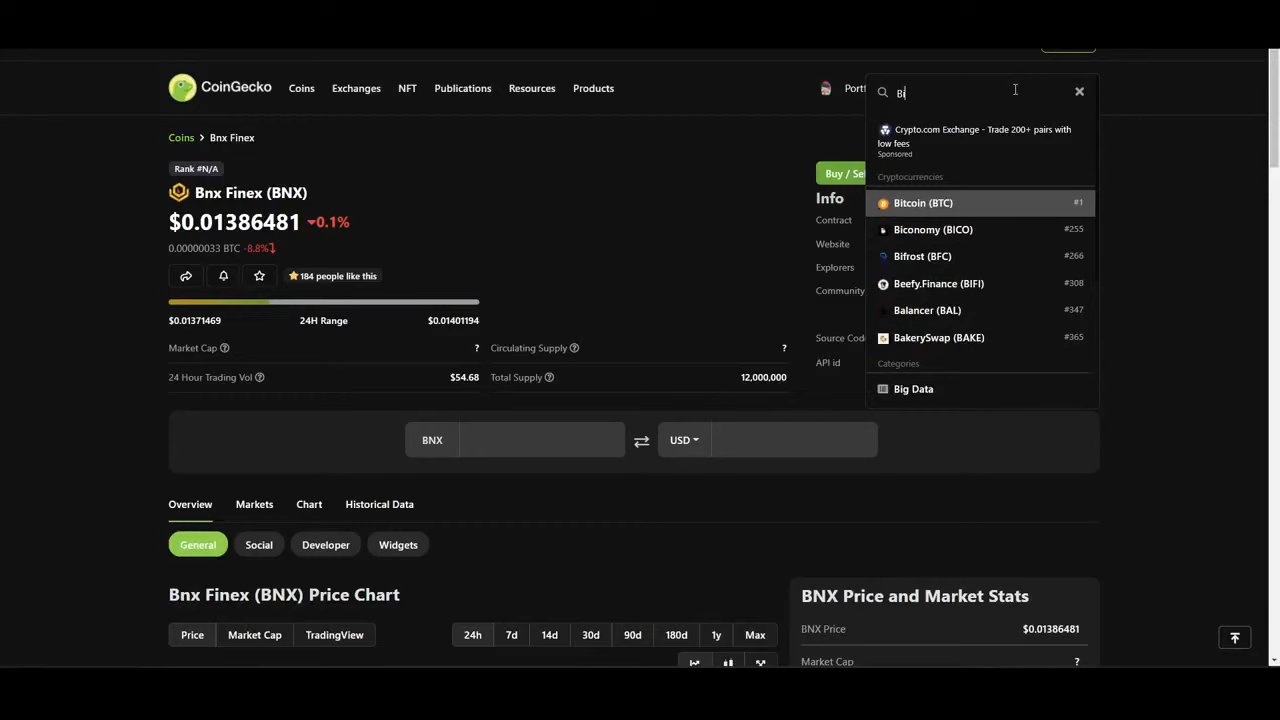 CoinGecko Coins Exchanges NFT Publications Resources Products
Bi
Crypto.com Exchange - Trade 200+ pairs with
low fees
Sponsored
Cryptocurrencies
Bitcoin (BTC) #1
Biconomy (BICO) #255
Bifrost (BFC) #266
Beefy.Finance (BIFI) #308
Balancer (BAL) #347
BakerySwap (BAKE) #365
Categories
Big Data
Coins > Bnx Finex
Rank #N/A
Bnx Finex (BNX)
$0.01386481 0.1%
0.00000033 BTC -8.8%
184 people like this
$0.01371469 24H Range $0.01401194
Market Cap ?
Circulating Supply ?
24 Hour Trading Vol $54.68
Total Supply 12,000,000
Info
Contract
Website
Explorers
Community
API id
BNX USD
Overview Markets Chart Historical Data
General Social Developer Widgets
Bnx Finex (BNX) Price Chart
Price Market Cap TradingView 24h 7d 14d 30d 90d 180d 1y Max
BNX Price and Market Stats
BNX Price $0.01386481
Market Cap ?